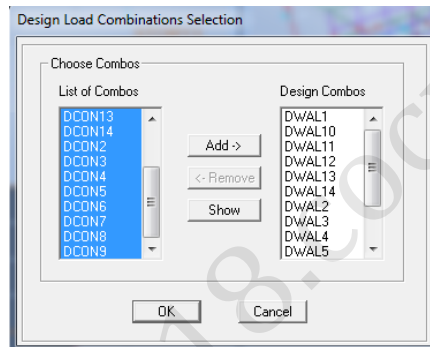 Design Load Combinations Selection
Choose Combos
List of Combos
DCON13
DCON14
DCON2
DCON3
DCON4
DCON5
DCON6
DCON7
DCON8
DCON9
Add ->
<- Remove
Show
Design Combos
DWAL1
DWAL10
DWAL11
DWAL12
DWAL13
DWAL14
DWAL2
DWAL3
DWAL4
DWAL5
OK
Cancel